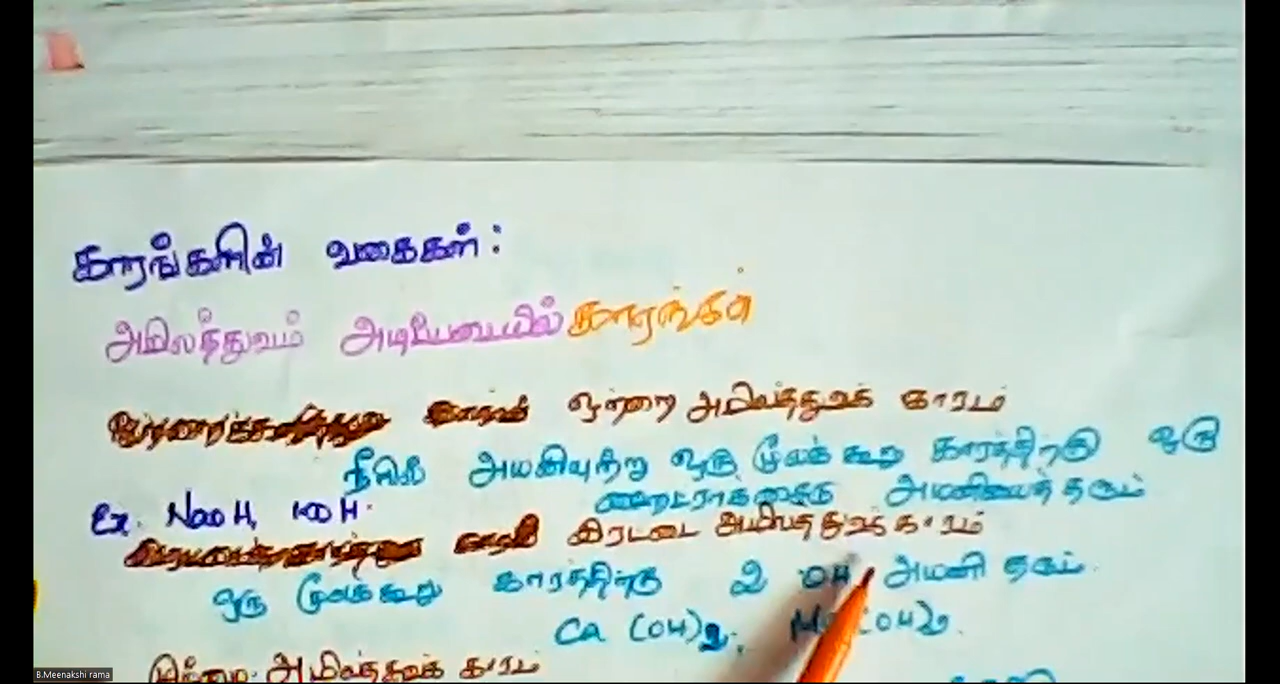 காரங்களின் வகைகள் :
அமிலத்துவம் அடிப்படையில் காரங்கள்
ஒற்றை அமிலத்துவக் காரம்
நீரில் அயனியுற்று ஒரு மூலக்கூறு காரத்திற்கு ஒரு
ஹைட்ராக்சைடு அயனியைத் தரும்
Ex. NaOH, KOH.
இரட்டை அமிலத்துவக் காரம்
ஒரு மூலக்கூறு காரத்திற்கு 2 OH அயனி தரும்.
Ca (OH)2. (OH)2.
மும்மை அமிலத்துவக் காரம்
B.Meenakshi rama